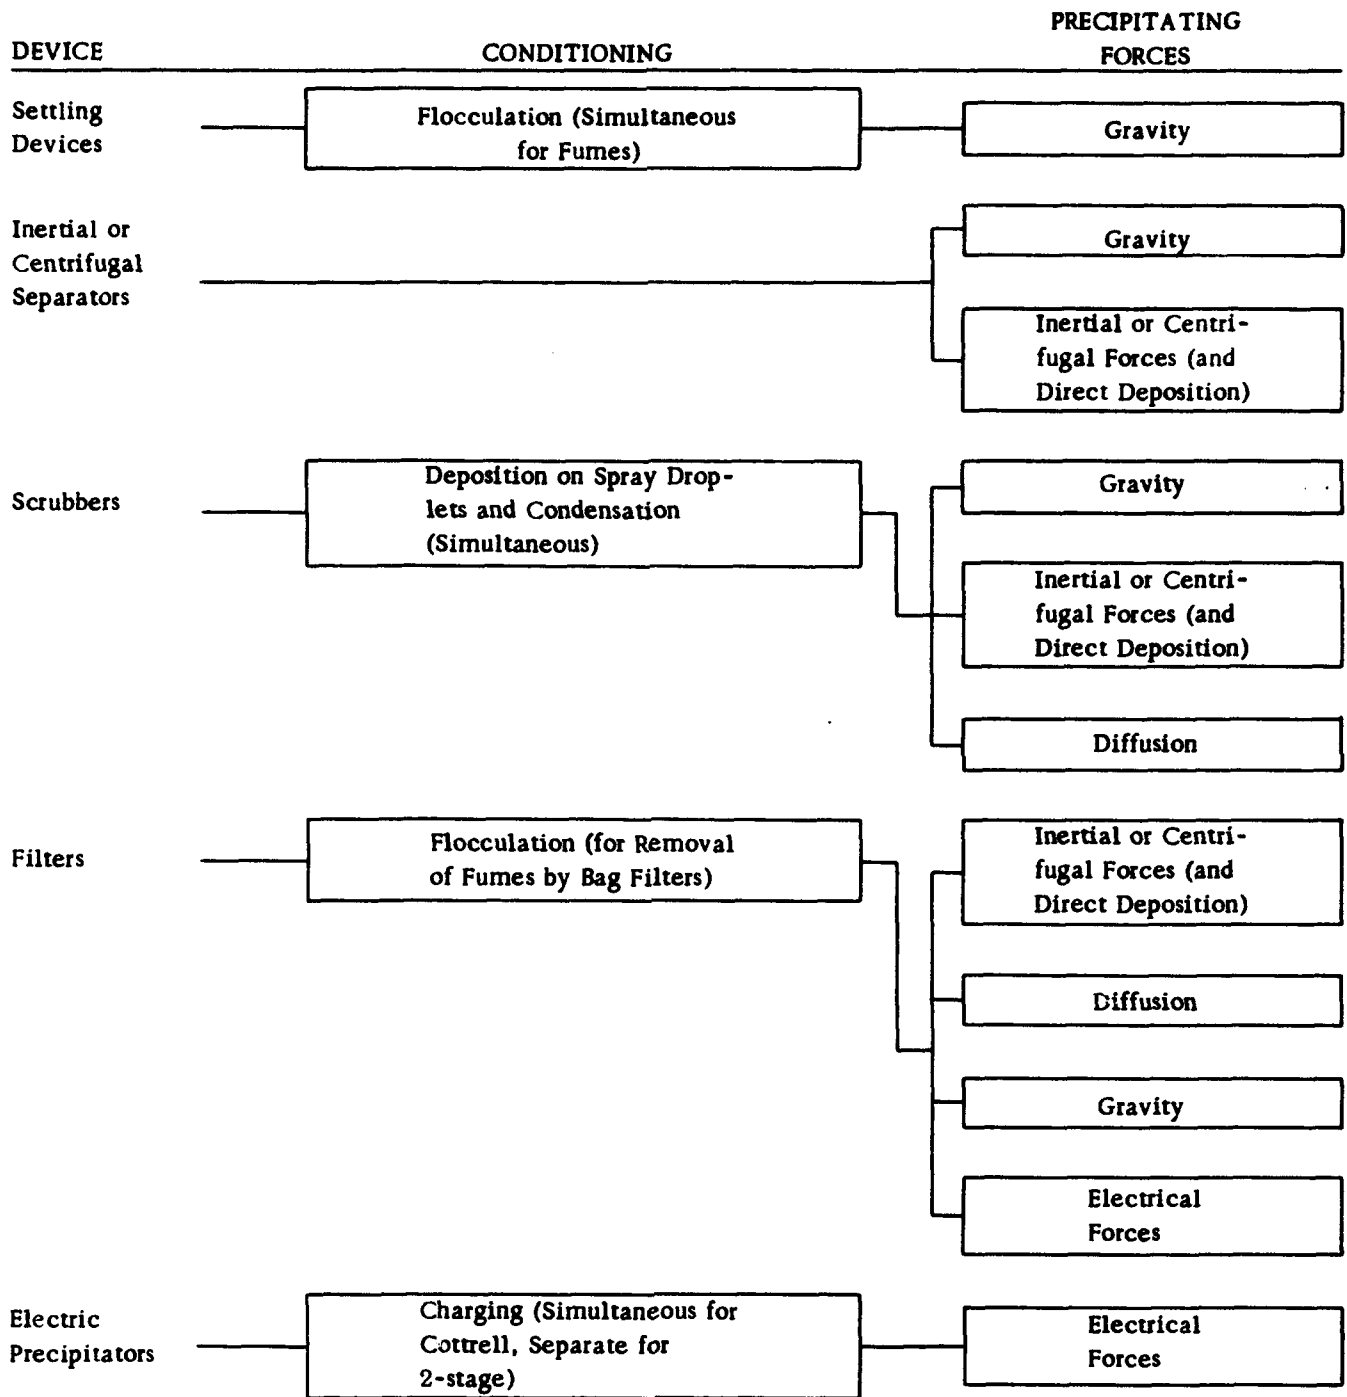 DEVICE
CONDITIONING
PRECIPITATING
FORCES
Settling
Devices
Flocculation (Simultaneous
for Fumes)
Gravity
Inertial or
Centrifugal
Separators
Gravity
Inertial or Centri-
fugal Forces (and
Direct Deposition)
Scrubbers
Deposition on Spray Drop-
lets and Condensation
(Simultaneous)
Gravity
Inertial or Centri-
fugal Forces (and
Direct Deposition)
Diffusion
Filters
Flocculation (for Removal
of Fumes by Bag Filters)
Inertial or Centri-
fugal Forces (and
Direct Deposition)
Diffusion
Gravity
Electrical
Forces
Electric
Precipitators
Charging (Simultaneous for
Cottrell, Separate for
2-stage)
Electrical
Forces